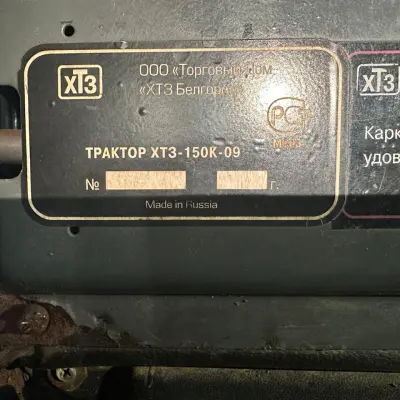 ХТЗ
ООО «Торговый дом
«ХТЗ Белгород»
РСТ
ТРАКТОР ХТЗ-150К-09
№ г.
Made in Russia
ХТЗ
Карк
удов